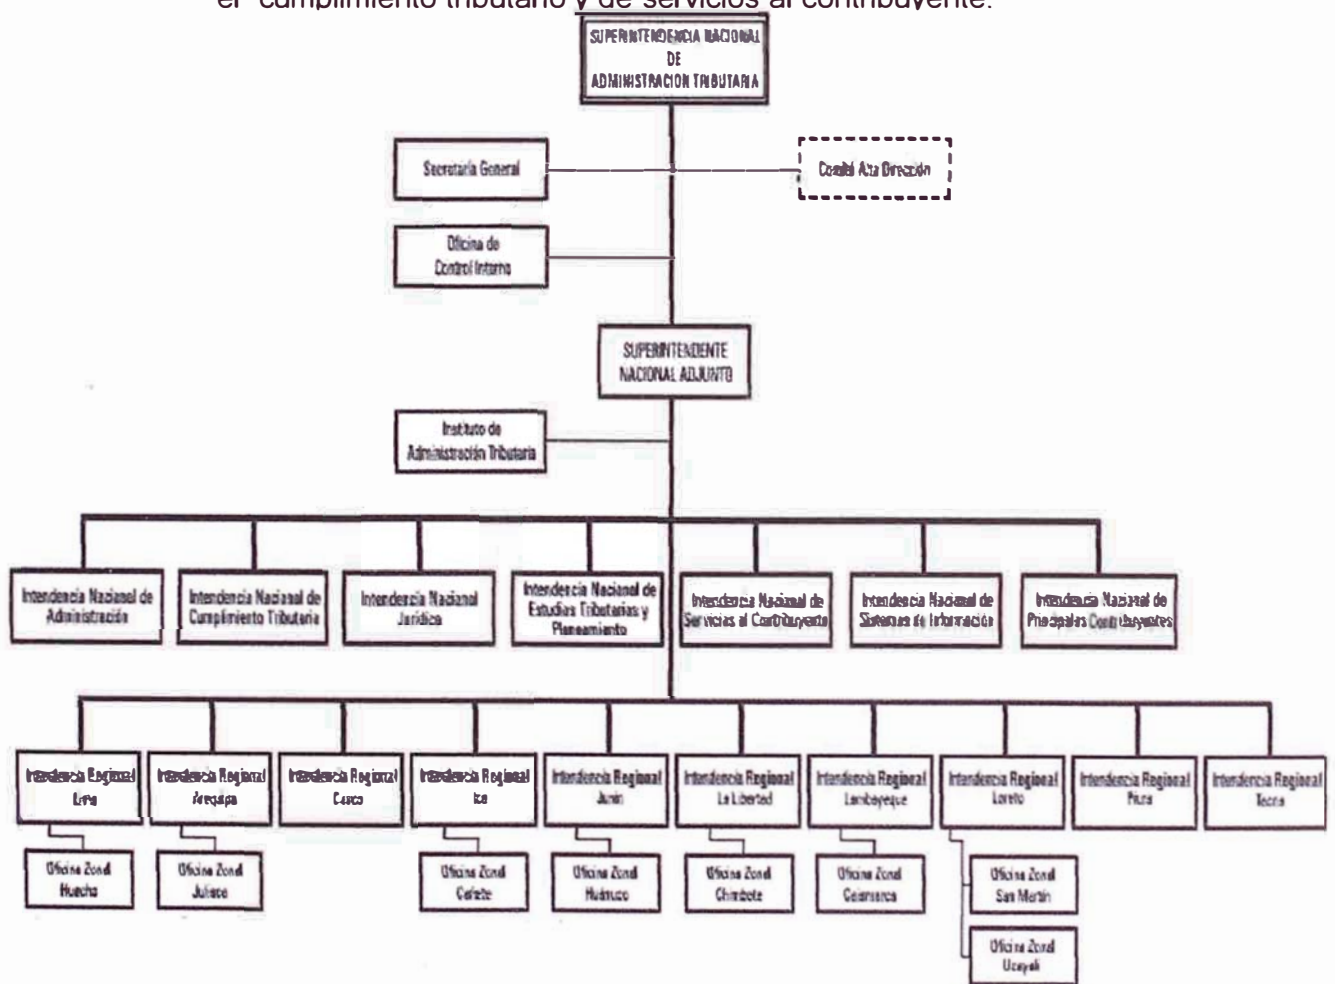 el cumplimiento tributario y de servicios al contribuyente.
SUPERINTENDENCIA NACIONAL
DE
ADMINISTRACION TRIBUTARIA
Secretaría General
Comité Alta Dirección
Oficina de
Control Interno
SUPERINTENDENTE
NACIONAL ADJUNTO
Instituto de
Administración Tributaria
Intendencia Nacional de
Administración
Intendencia Nacional de
Cumplimiento Tributario
Intendencia Nacional
Jurídica
Intendencia Nacional de
Estudios Tributarios y
Planeamiento
Intendencia Nacional de
Servicios al Contribuyente
Intendencia Nacional de
Sistemas de Información
Intendencia Nacional de
Principales Contribuyentes
Intendencia Regional
Lima
Intendencia Regional
Arequipa
Intendencia Regional
Cusco
Intendencia Regional
Ica
Intendencia Regional
Junín
Intendencia Regional
La Libertad
Intendencia Regional
Lambayeque
Intendencia Regional
Loreto
Intendencia Regional
Piura
Intendencia Regional
Tacna
Oficina Zonal
Huacho
Oficina Zonal
Juliaca
Oficina Zonal
Cañete
Oficina Zonal
Huánuco
Oficina Zonal
Chimbote
Oficina Zonal
Cajamarca
Oficina Zonal
San Martín
Oficina Zonal
Ucayali